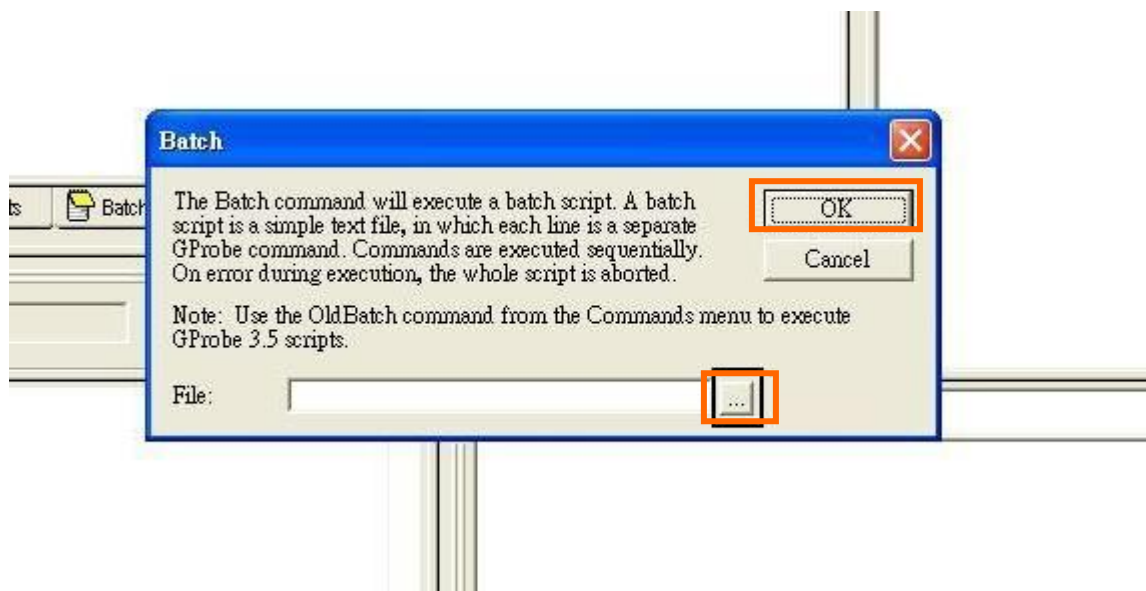 Batch
The Batch command will execute a batch script. A batch
script is a simple text file, in which each line is a separate
GProbe command. Commands are executed sequentially.
On error during execution, the whole script is aborted.
OK
Cancel
ts
Batch
Note: Use the OldBatch command from the Commands menu to execute
GProbe 3.5 scripts.
File:
...